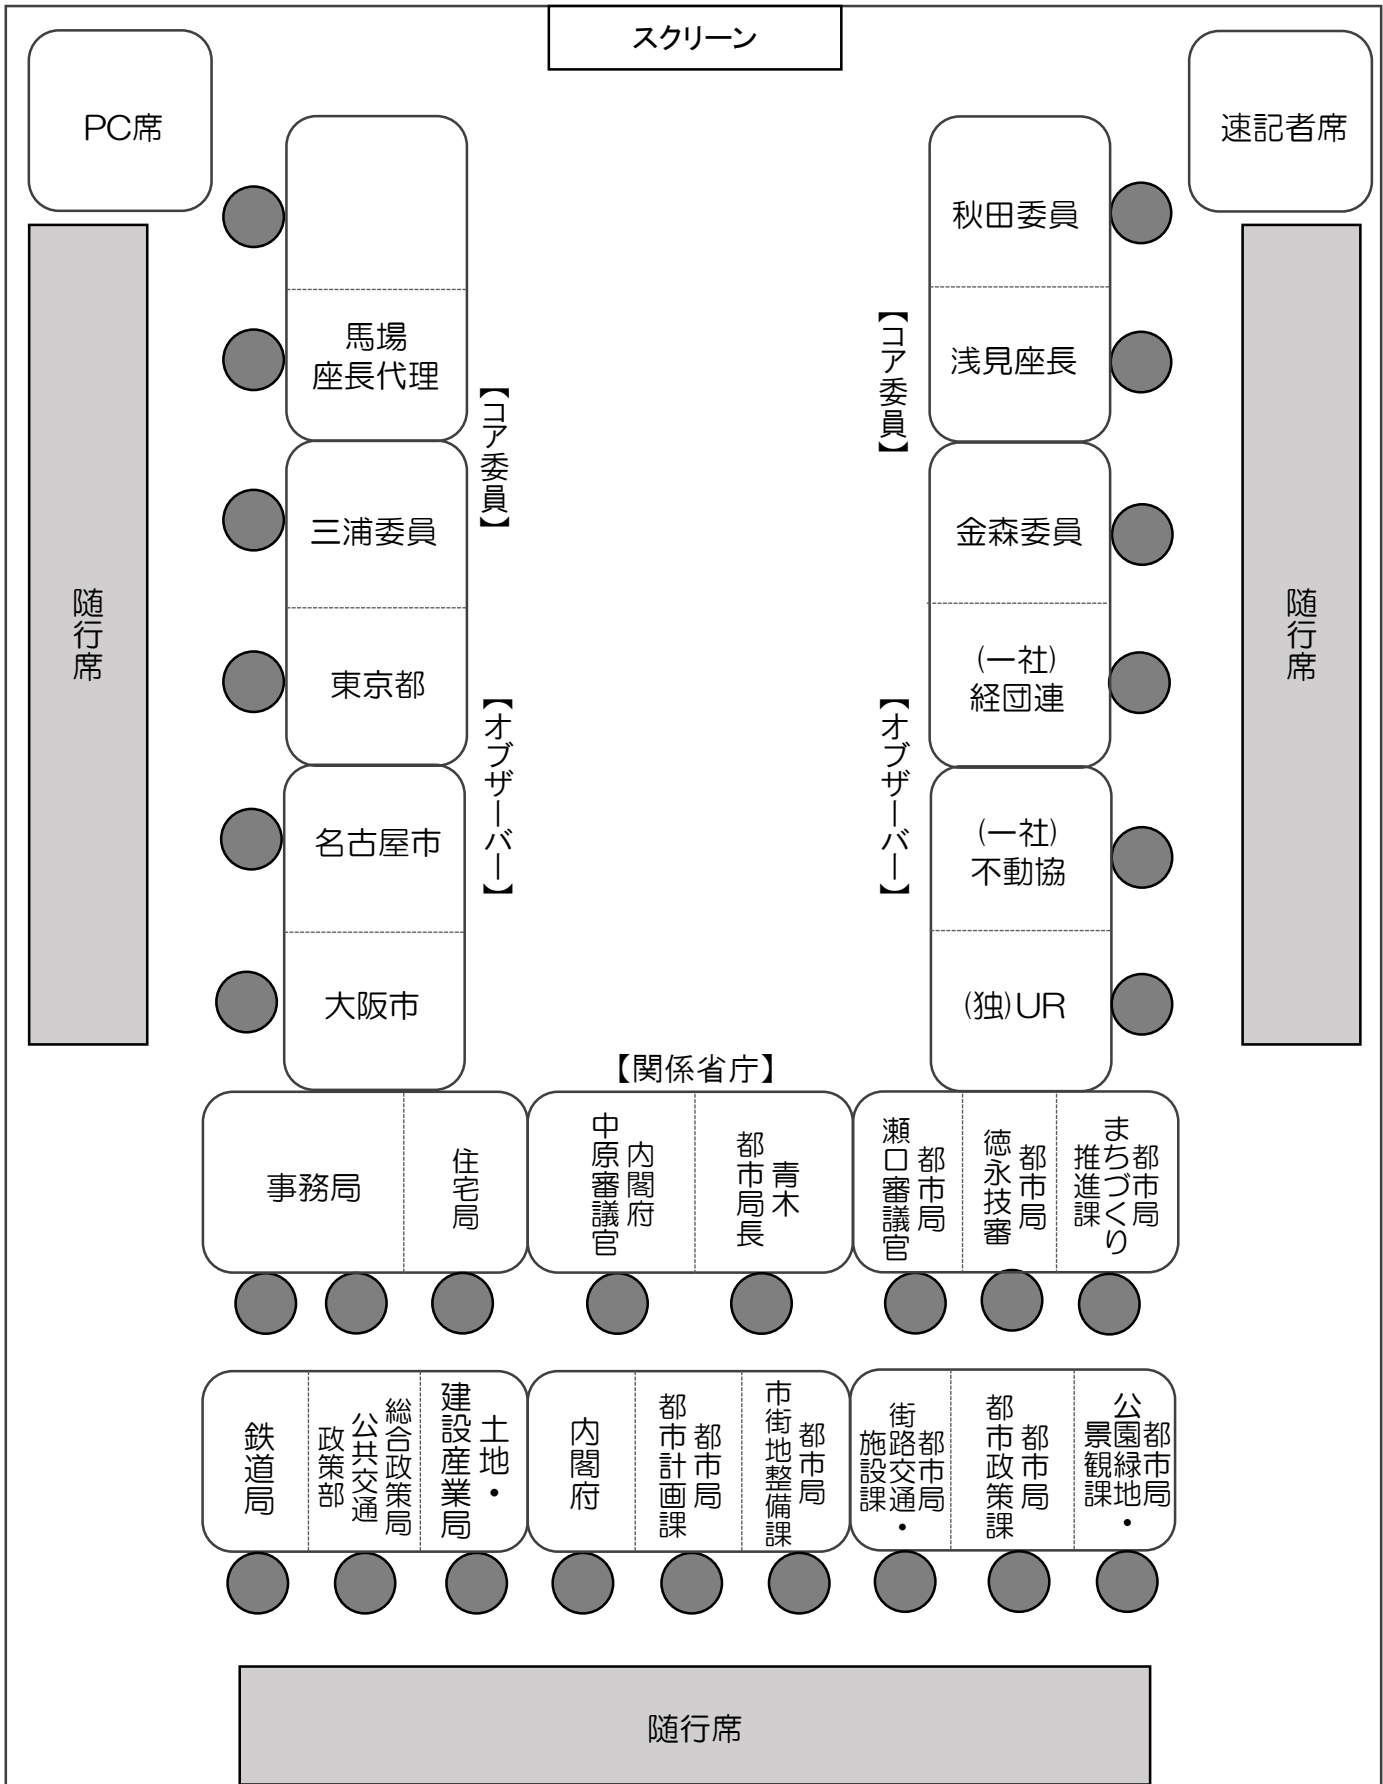 スクリーン
PC席
速記者席
秋田委員
馬場
座長代理
浅見座長
【コア委員】
【コア委員】
三浦委員
金森委員
随行席
随行席
東京都
(一社)
経団連
【オブザーバー】
【オブザーバー】
名古屋市
(一社)
不動協
大阪市
(独)UR
【関係省庁】
事務局
住宅局
内閣府
中原審議官
青木
都市局長
都市局
瀬口審議官
都市局
徳永技審
都市局
まちづくり
推進課
鉄道局
総合政策局
公共交通
政策部
土地・
建設産業局
内閣府
都市局
都市計画課
都市局
市街地整備課
都市局
街路交通・
施設課
都市局
都市政策課
都市局
公園緑地・
景観課
随行席